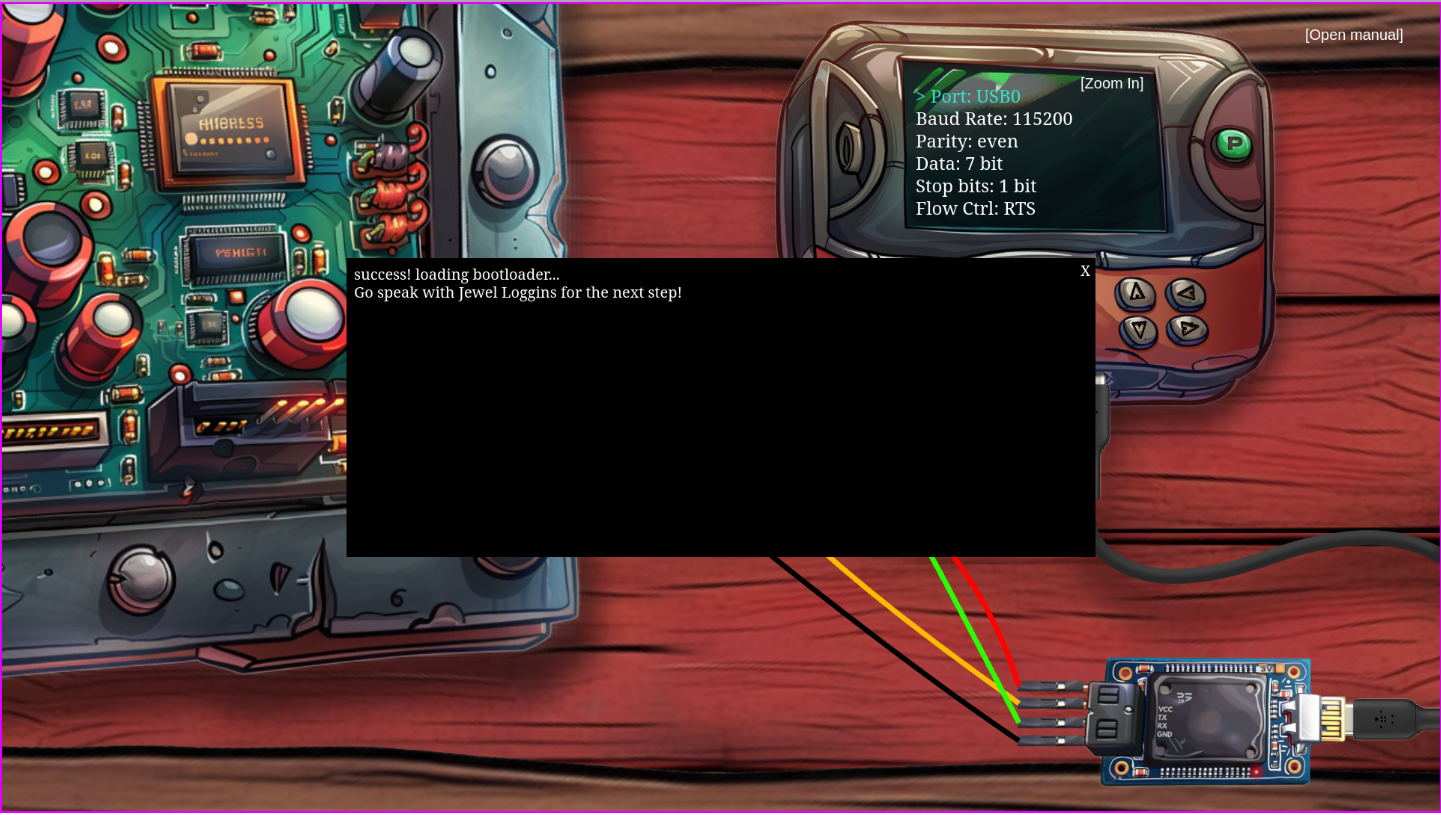 [Open manual]
[Zoom In]
> Port: USB0
Baud Rate: 115200
Parity: even
Data: 7 bit
Stop bits: 1 bit
Flow Ctrl: RTS
P
X
success! loading bootloader...
Go speak with Jewel Loggins for the next step!
6
VCC
TX
RX
GND